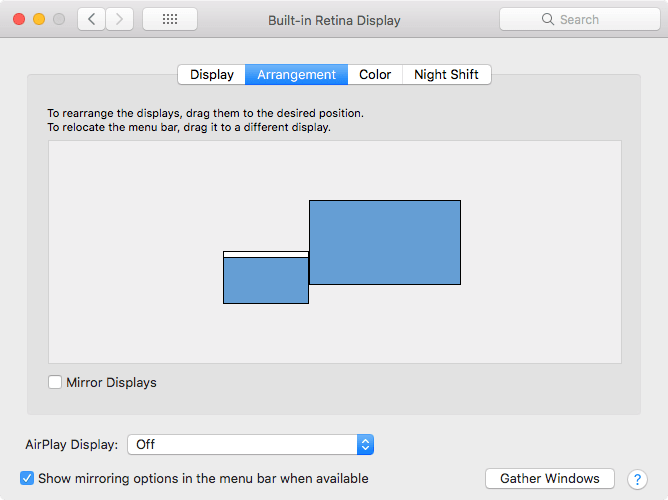 Built-in Retina Display
Search
Display
Arrangement
Color
Night Shift
To rearrange the displays, drag them to the desired position.
To relocate the menu bar, drag it to a different display.
Mirror Displays
AirPlay Display:
Off
Show mirroring options in the menu bar when available
Gather Windows
?